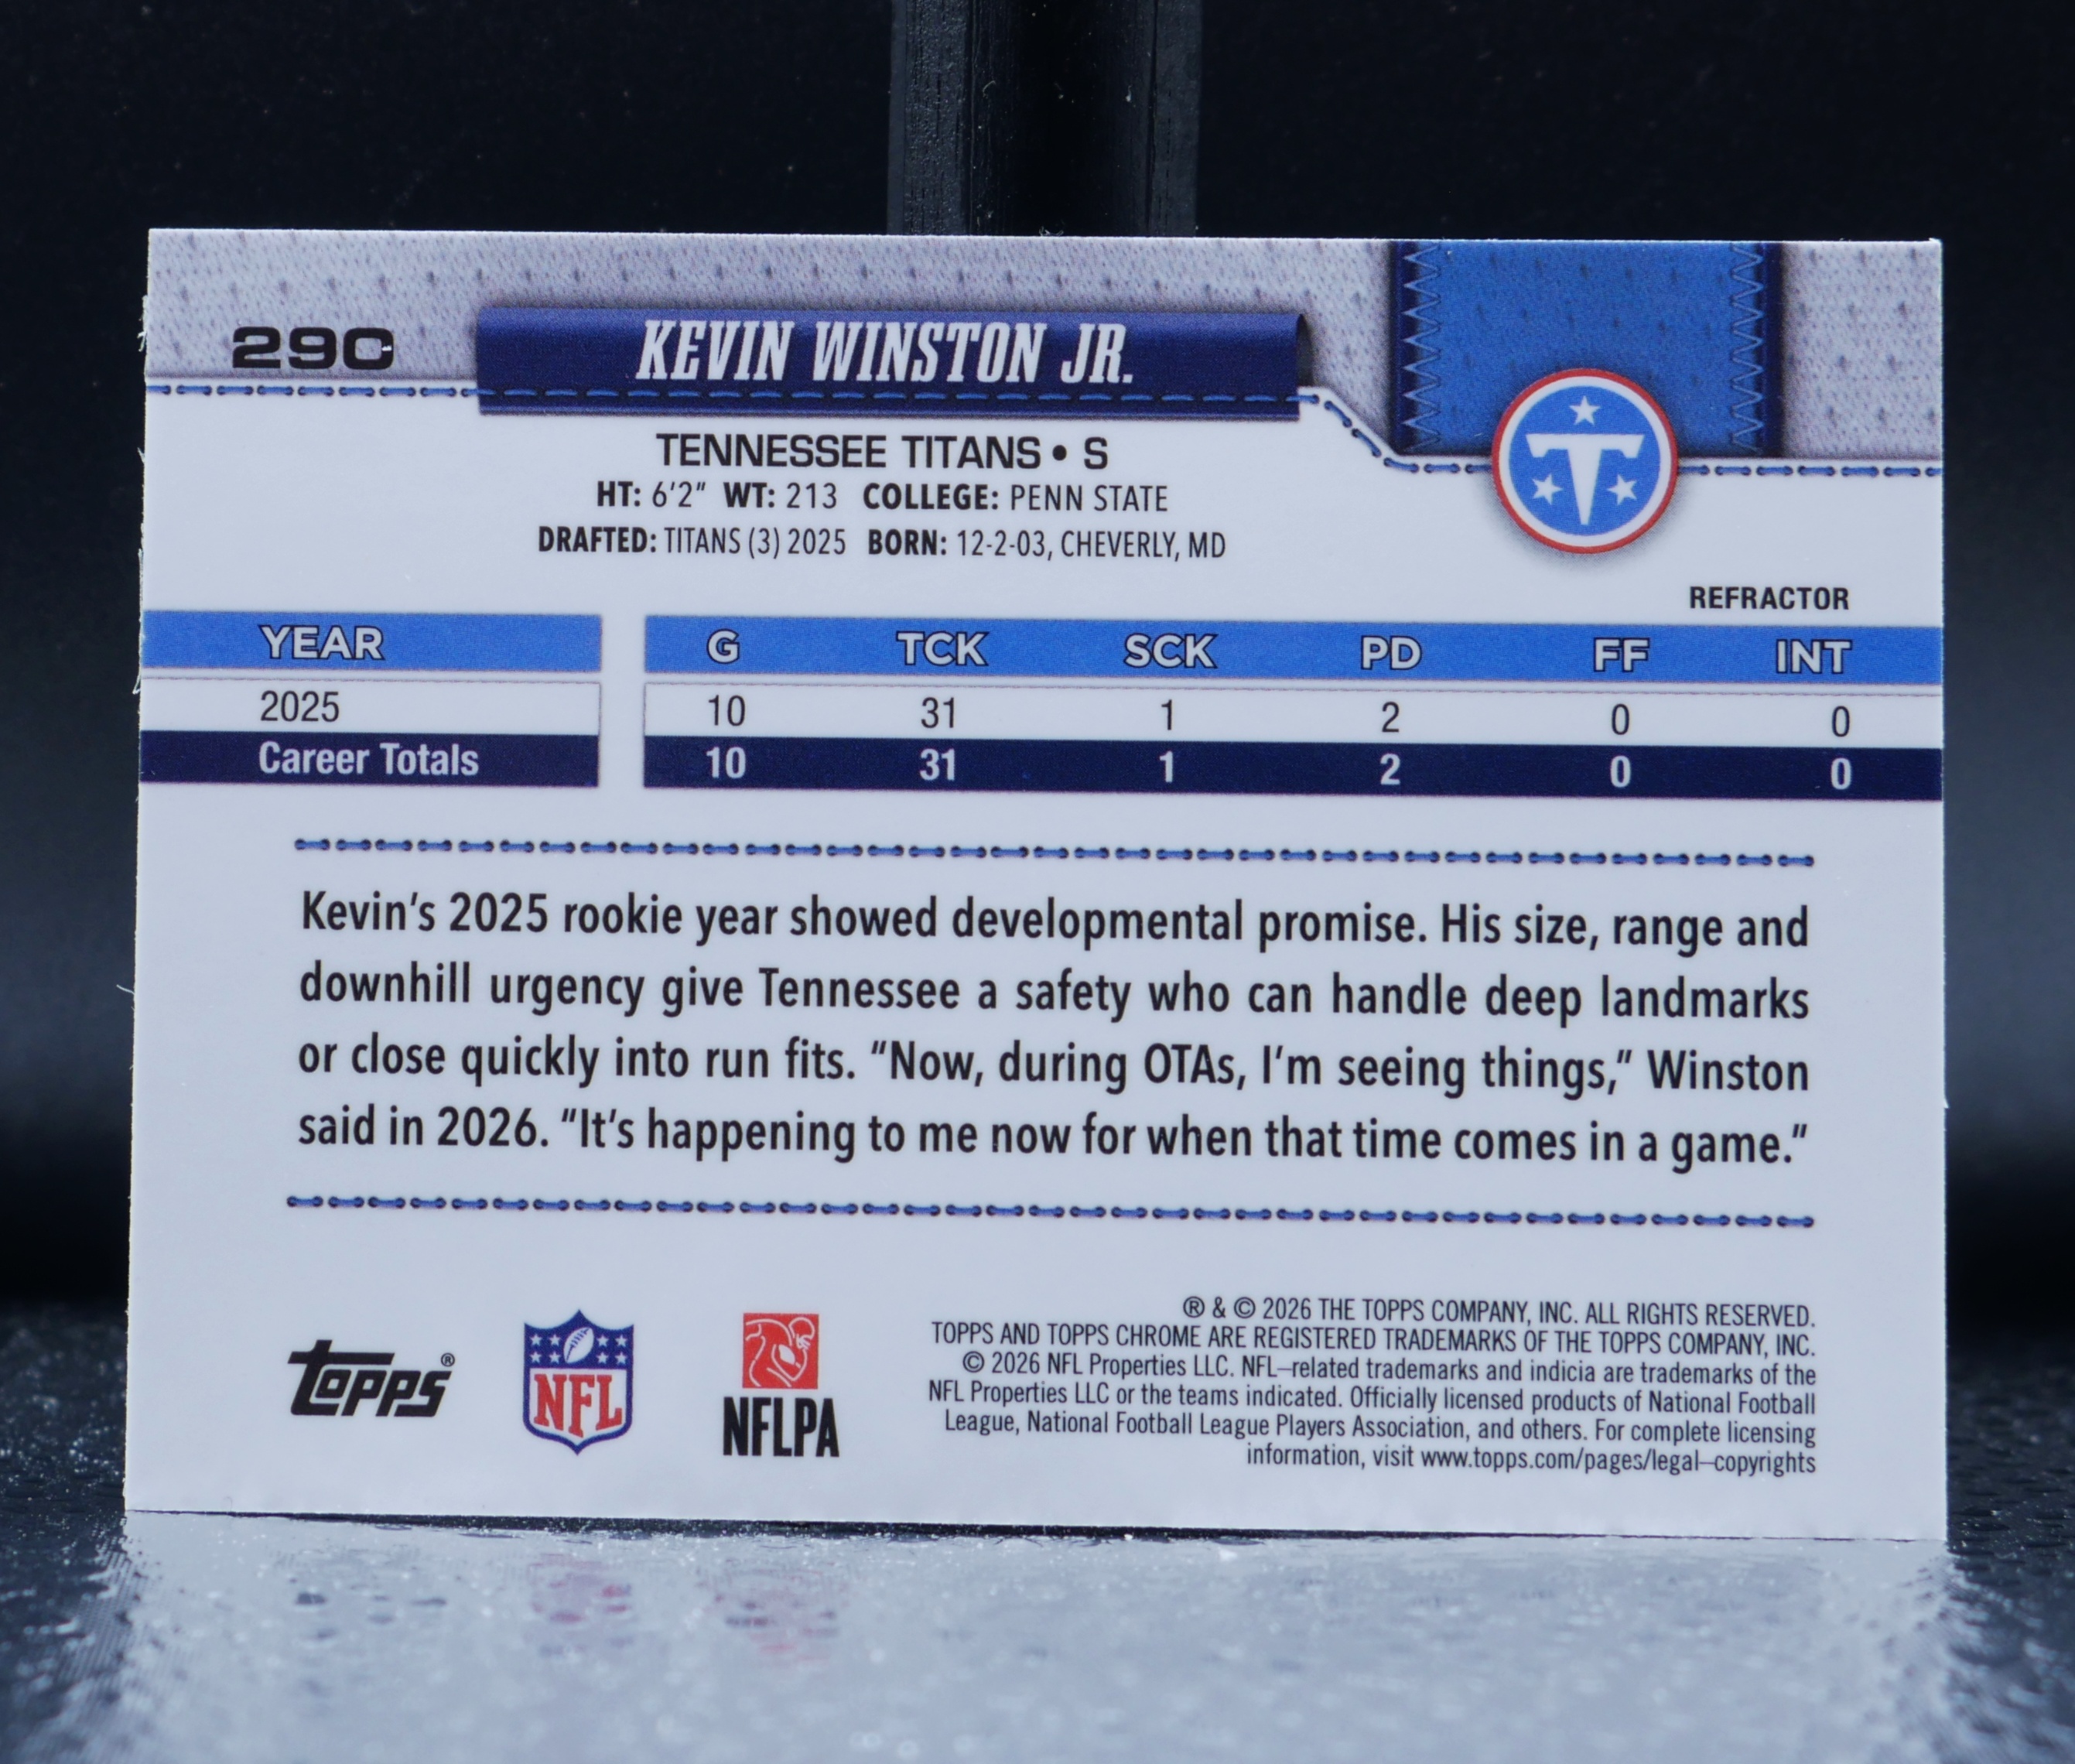 290
KEVIN WINSTON JR.
TENNESSEE TITANS • S
HT: 6'2" WT: 213 COLLEGE: PENN STATE
DRAFTED: TITANS (3) 2025 BORN: 12-2-03, CHEVERLY, MD
REFRACTOR
YEAR G TCK SCK PD FF INT
2025 10 31 1 2 0 0
Career Totals 10 31 1 2 0 0
Kevin's 2025 rookie year showed developmental promise. His size, range and
downhill urgency give Tennessee a safety who can handle deep landmarks
or close quickly into run fits. "Now, during OTAs, I'm seeing things," Winston
said in 2026. "It's happening to me now for when that time comes in a game."
topps®
NFL
NFLPA
® & © 2026 THE TOPPS COMPANY, INC. ALL RIGHTS RESERVED.
TOPPS AND TOPPS CHROME ARE REGISTERED TRADEMARKS OF THE TOPPS COMPANY, INC.
© 2026 NFL Properties LLC. NFL–related trademarks and indicia are trademarks of the
NFL Properties LLC or the teams indicated. Officially licensed products of National Football
League, National Football League Players Association, and others. For complete licensing
information, visit www.topps.com/pages/legal–copyrights